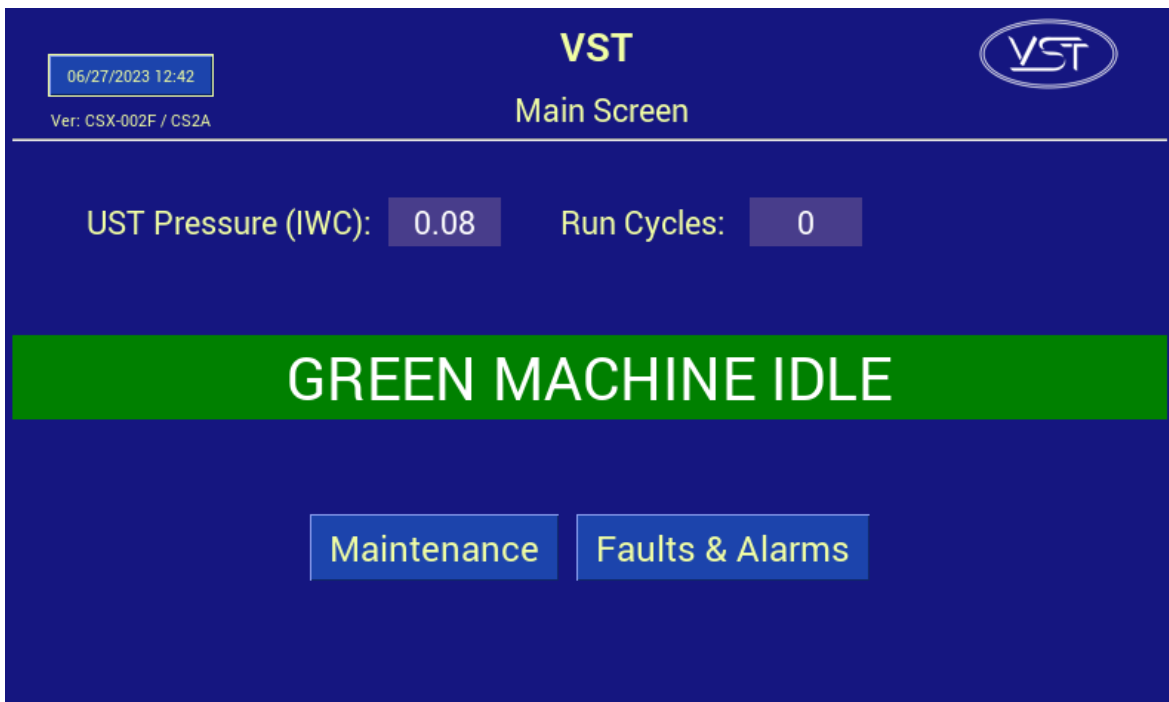 VST
VST
06/27/2023 12:42
Ver: CSX-002F / CS2A
Main Screen
UST Pressure (IWC): 0.08 Run Cycles: 0
GREEN MACHINE IDLE
Maintenance Faults & Alarms